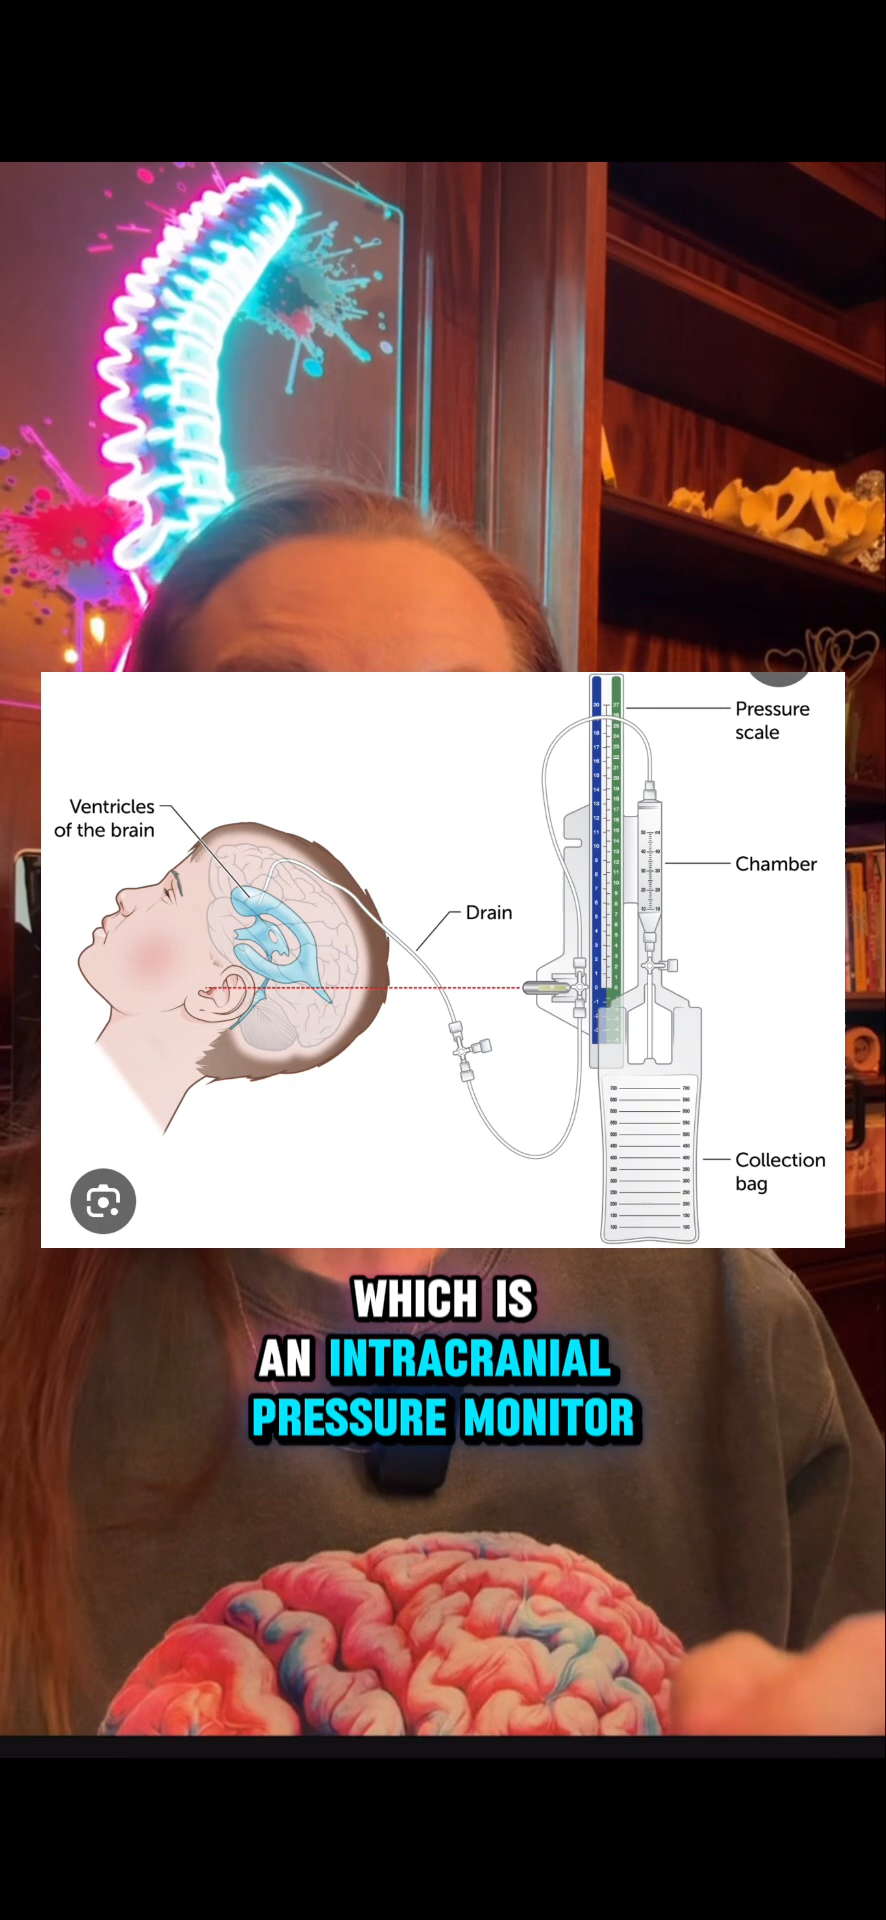 Pressure
scale
Ventricles
of the brain
Chamber
Drain
Collection
bag
WHICH IS
AN INTRACRANIAL
PRESSURE MONITOR